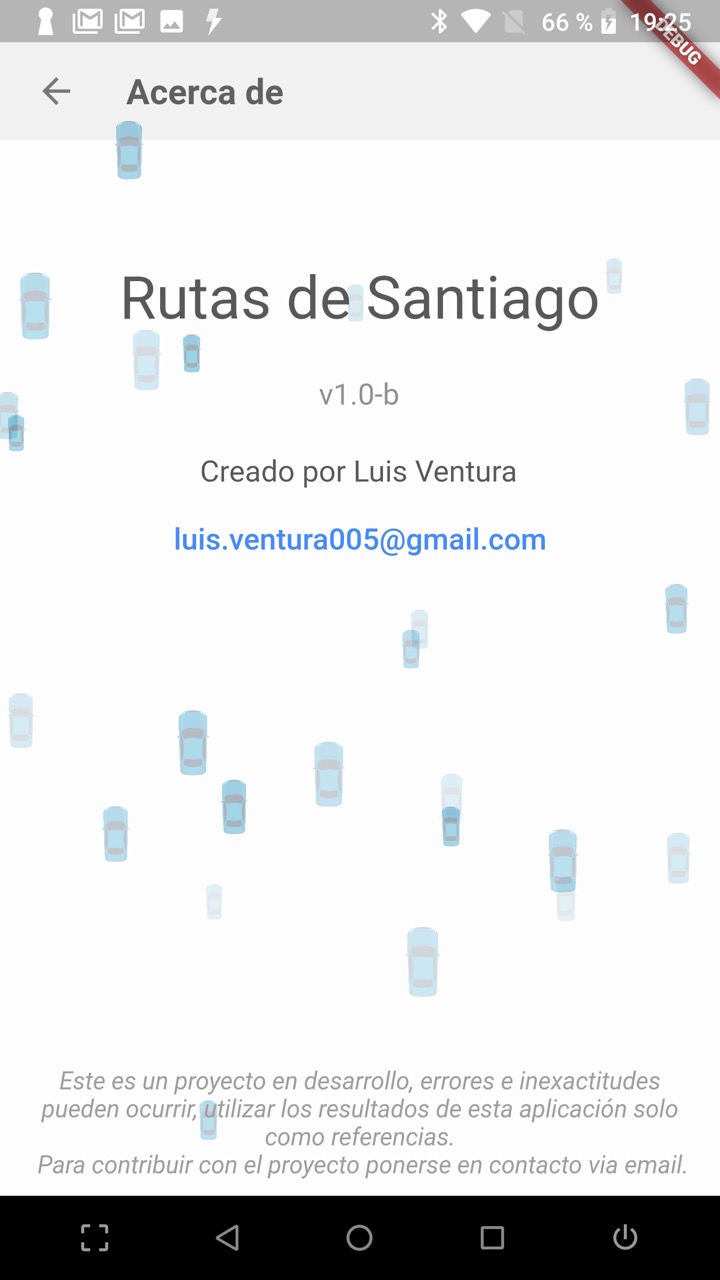 66 %
19:25
DEBUG
Acerca de
Rutas de Santiago
v1.0-b
Creado por Luis Ventura
luis.ventura005@gmail.com
Este es un proyecto en desarrollo, errores e inexactitudes
pueden ocurrir, utilizar los resultados de esta aplicación solo
como referencias.
Para contribuir con el proyecto ponerse en contacto via email.